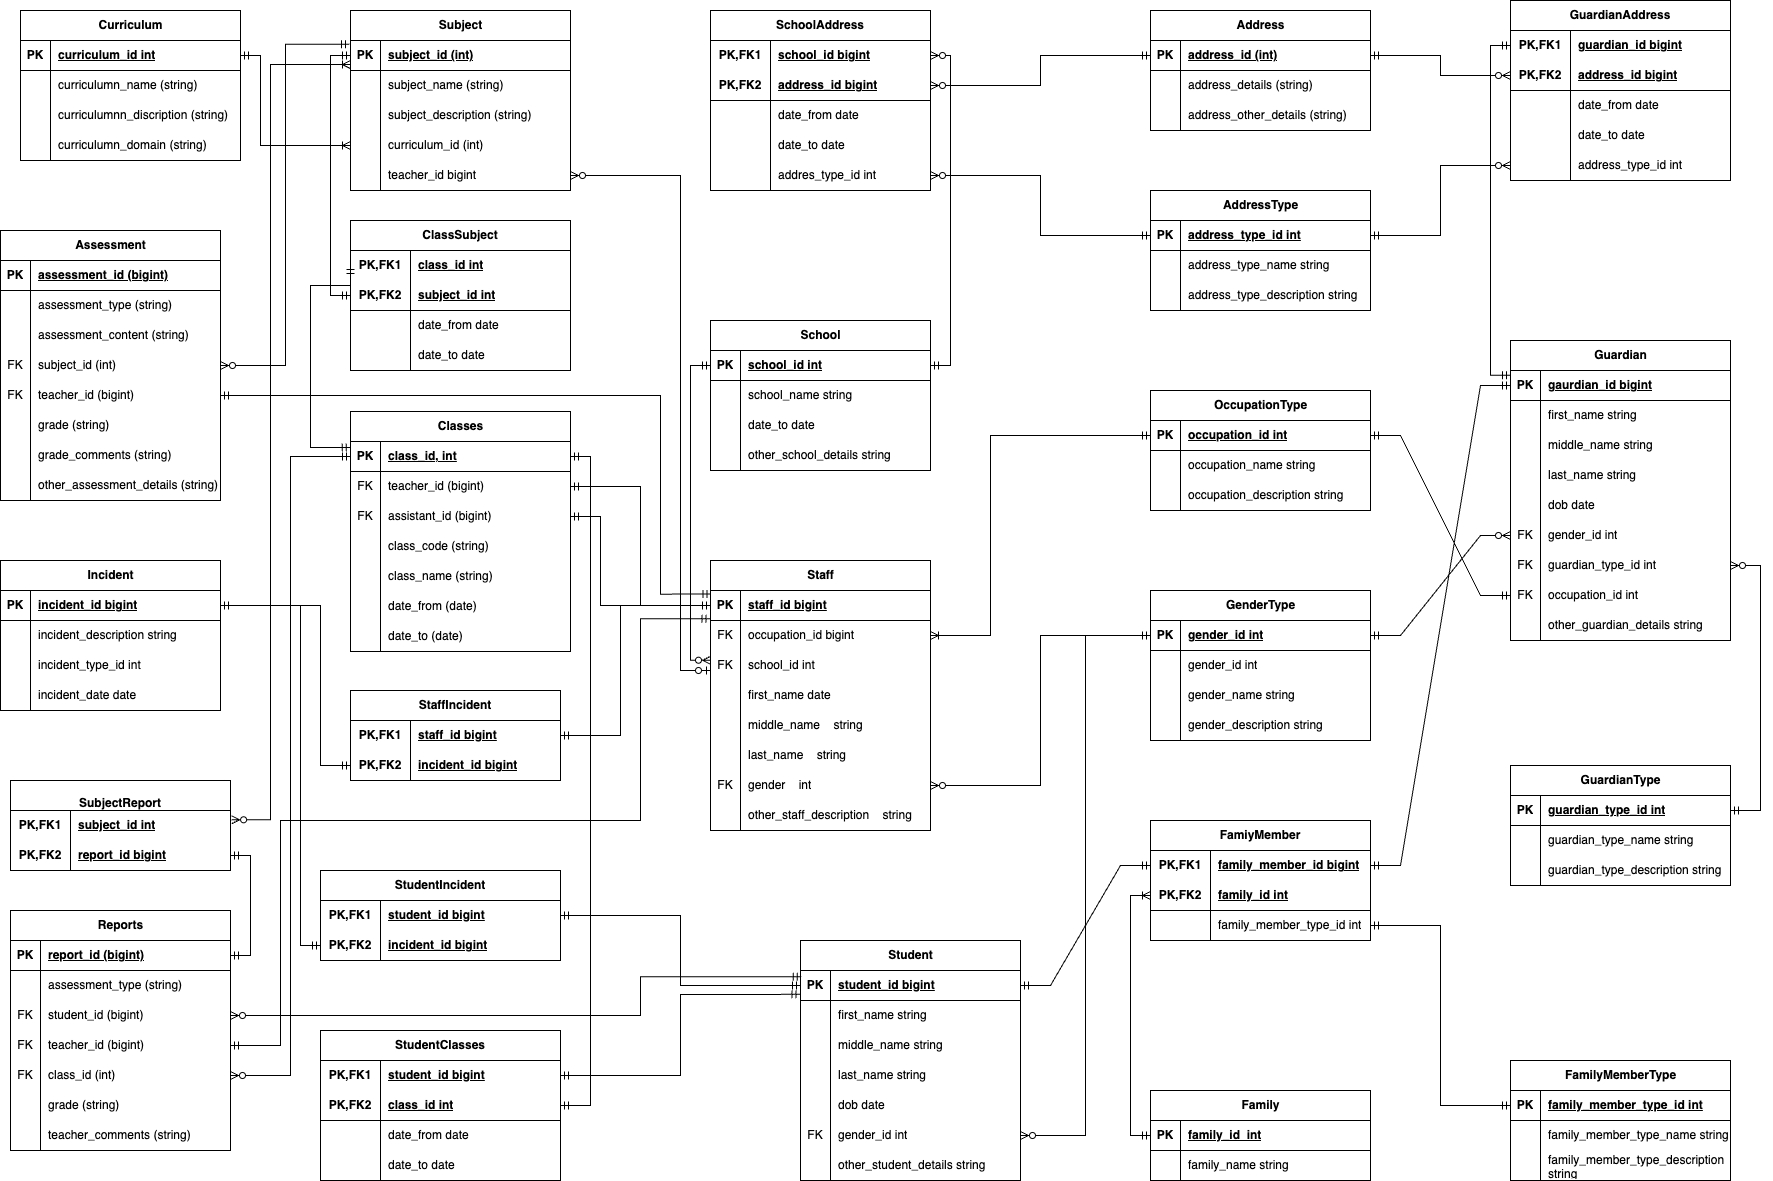 Curriculum
PK curriculum_id int
curriculumn_name (string)
curriculumnn_discription (string)
curriculumn_domain (string)
Subject
PK subject_id (int)
subject_name (string)
subject_description (string)
curriculum_id (int)
teacher_id bigint
SchoolAddress
PK,FK1 school_id bigint
PK,FK2 address_id bigint
date_from date
date_to date
addres_type_id int
Address
PK address_id (int)
address_details (string)
address_other_details (string)
GuardianAddress
PK,FK1 guardian_id bigint
PK,FK2 address_id bigint
date_from date
date_to date
address_type_id int
Assessment
PK assessment_id (bigint)
assessment_type (string)
assessment_content (string)
FK subject_id (int)
FK teacher_id (bigint)
grade (string)
grade_comments (string)
other_assessment_details (string)
ClassSubject
PK,FK1 class_id int
PK,FK2 subject_id int
date_from date
date_to date
AddressType
PK address_type_id int
address_type_name string
address_type_description string
School
PK school_id int
school_name string
date_to date
other_school_details string
Guardian
PK gaurdian_id bigint
first_name string
middle_name string
last_name string
dob date
FK gender_id int
FK guardian_type_id int
FK occupation_id int
other_guardian_details string
Classes
PK class_id, int
FK teacher_id (bigint)
FK assistant_id (bigint)
class_code (string)
class_name (string)
date_from (date)
date_to (date)
OccupationType
PK occupation_id int
occupation_name string
occupation_description string
Incident
PK incident_id bigint
incident_description string
incident_type_id int
incident_date date
Staff
PK staff_id bigint
FK occupation_id bigint
FK school_id int
first_name date
middle_name string
last_name string
FK gender int
other_staff_description string
GenderType
PK gender_id int
gender_id int
gender_name string
gender_description string
StaffIncident
PK,FK1 staff_id bigint
PK,FK2 incident_id bigint
GuardianType
PK guardian_type_id int
guardian_type_name string
guardian_type_description string
SubjectReport
PK,FK1 subject_id int
PK,FK2 report_id bigint
FamiyMember
PK,FK1 family_member_id bigint
PK,FK2 family_id int
family_member_type_id int
StudentIncident
PK,FK1 student_id bigint
PK,FK2 incident_id bigint
Reports
PK report_id (bigint)
assessment_type (string)
FK student_id (bigint)
FK teacher_id (bigint)
FK class_id (int)
grade (string)
teacher_comments (string)
Student
PK student_id bigint
first_name string
middle_name string
last_name string
dob date
FK gender_id int
other_student_details string
StudentClasses
PK,FK1 student_id bigint
PK,FK2 class_id int
date_from date
date_to date
Family
PK family_id_int
family_name string
FamilyMemberType
PK family_member_type_id int
family_member_type_name string
family_member_type_description
string